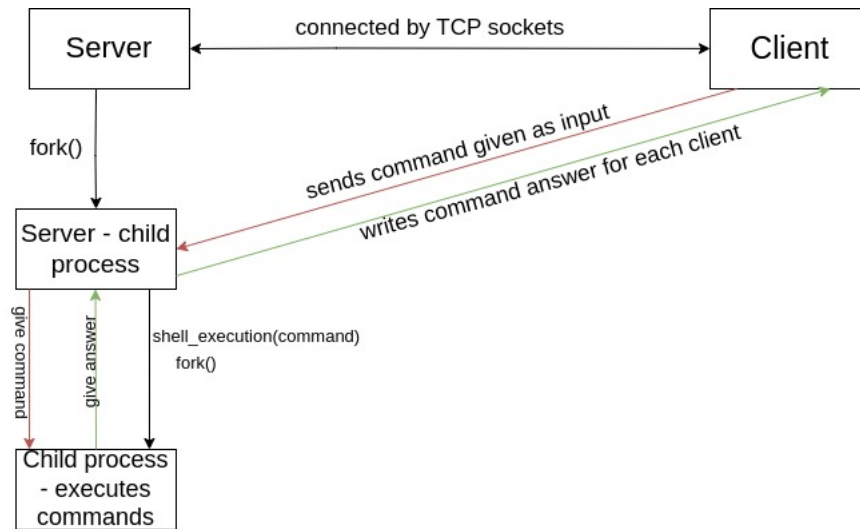 connected by TCP sockets
Server
Client
fork()
sends command given as input
writes command answer for each client
Server - child
process
give command
give answer
shell_execution(command)
fork()
Child process
- executes
commands